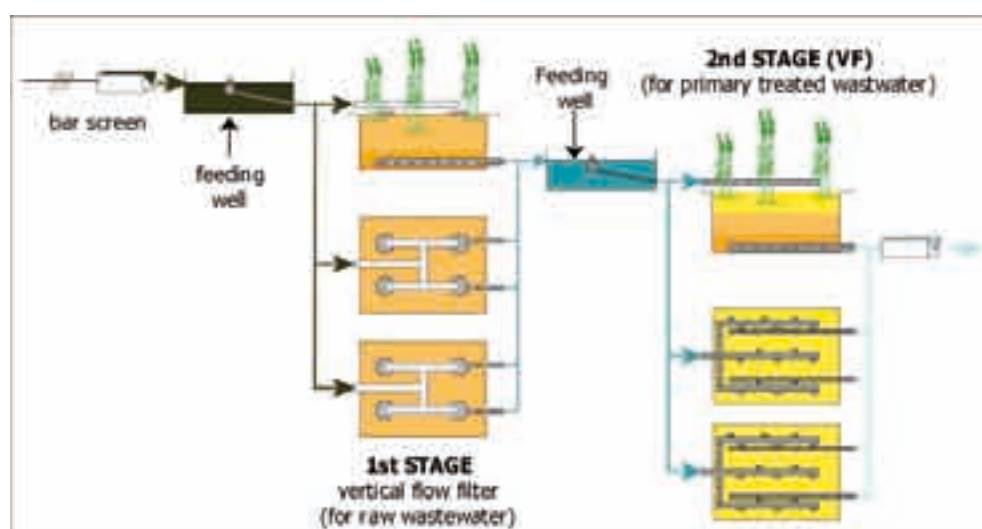 bar screen
feeding
well
1st STAGE
vertical flow filter
(for raw wastewater)
Feeding
well
2nd STAGE (VF)
(for primary treated wastwater)